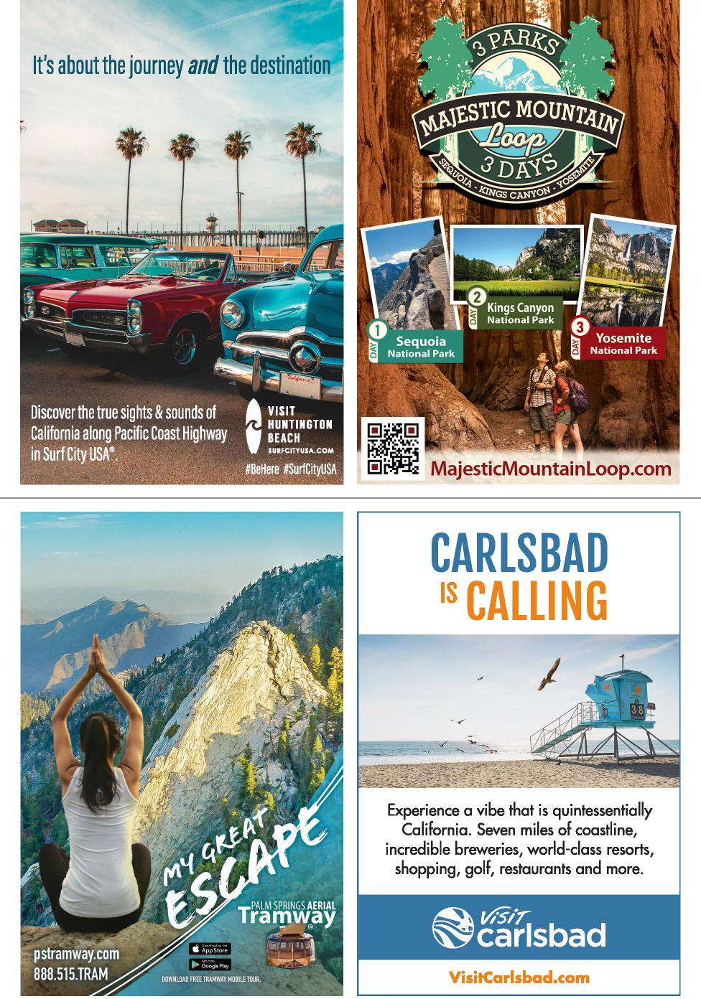 It's about the journey and the destination
Discover the true sights & sounds of
California along Pacific Coast Highway
in Surf City USA®.
VISIT
HUNTINGTON
BEACH
SURFCITYUSA.COM
#BeHere #SurfCityUSA
GTO
California
3 PARKS
MAJESTIC MOUNTAIN
Loop
3 DAYS
SEQUOIA - KINGS CANYON - YOSEMITE
DAY 1
Sequoia
National Park
DAY 2
Kings Canyon
National Park
DAY 3
Yosemite
National Park
MajesticMountainLoop.com
MY GREAT
ESCAPE
PALM SPRINGS AERIAL
Tramway®
pstramway.com
888.515.TRAM
Download on the
App Store
GET IT ON
Google Play
DOWNLOAD FREE TRAMWAY MOBILE TOUR.
CARLSBAD
IS CALLING
38
Experience a vibe that is quintessentially
California. Seven miles of coastline,
incredible breweries, world-class resorts,
shopping, golf, restaurants and more.
Visit
carlsbad
VisitCarlsbad.com